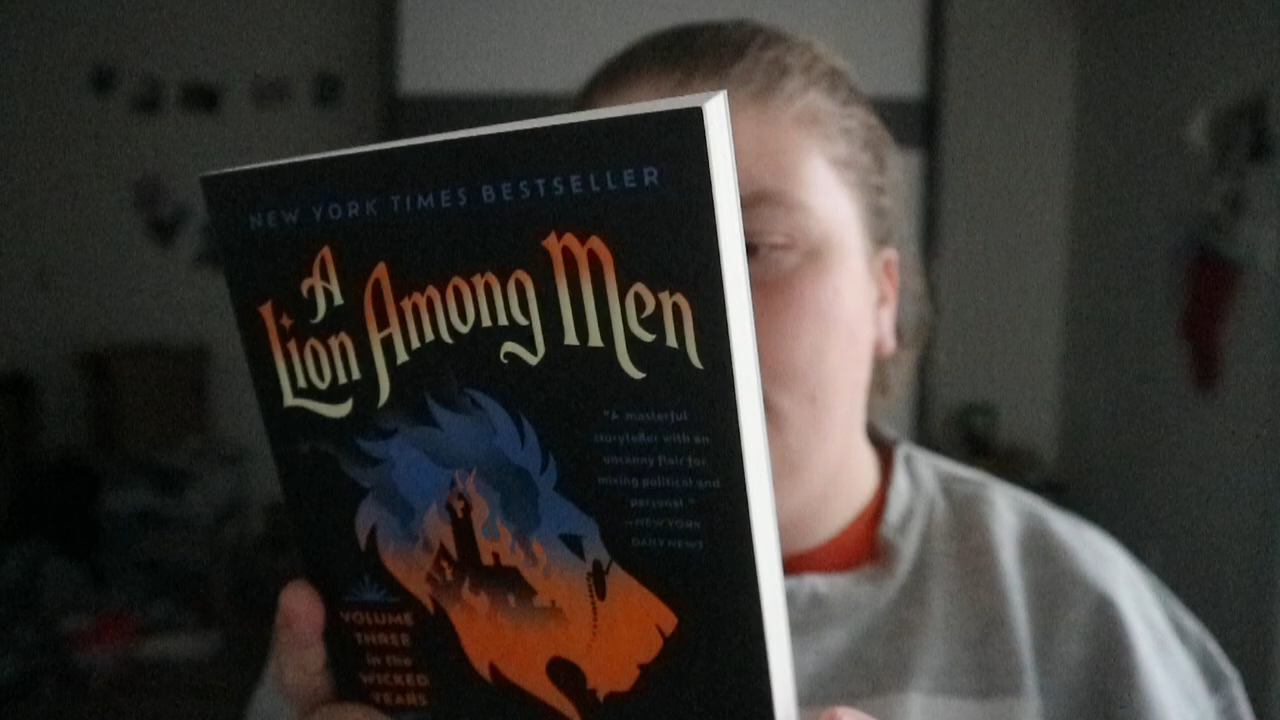 NEW YORK TIMES BESTSELLER
A
Lion Among Men
"A masterful
storyteller with an
uncanny flair for
mixing political and
personal."
—NEW YORK
DAILY NEWS
VOLUME
THREE
in the
WICKED
YEARS